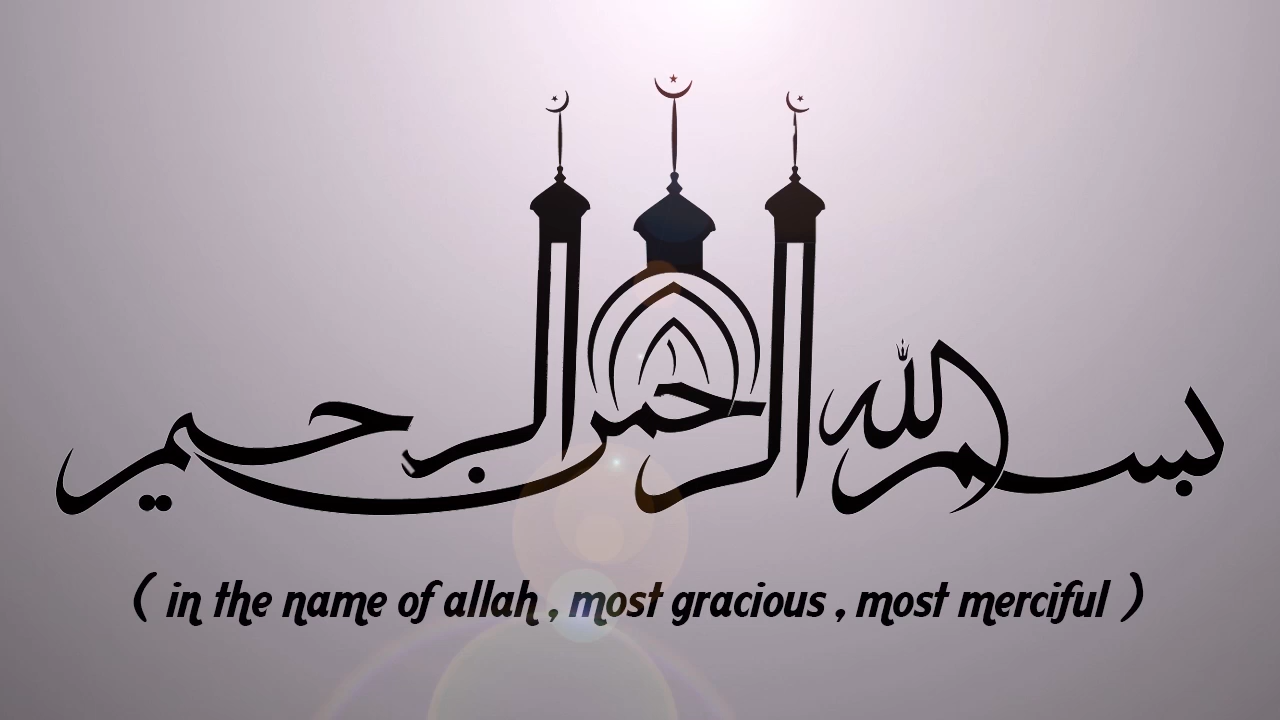 بسم الله الرحمن الرحيم
( in the name of allah , most gracious , most merciful )